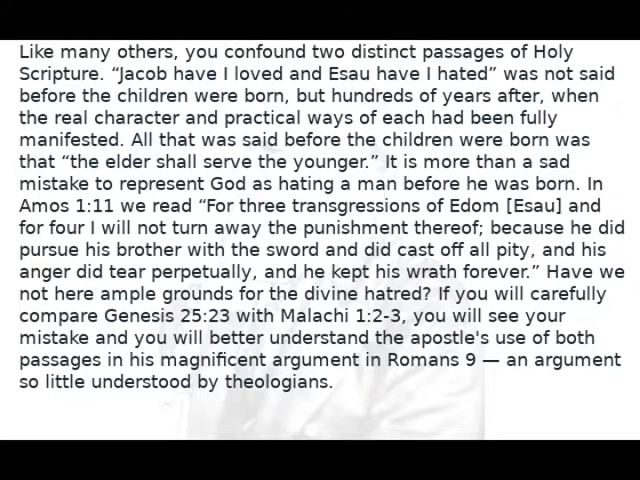 Like many others, you confound two distinct passages of Holy
Scripture. “Jacob have I loved and Esau have I hated” was not said
before the children were born, but hundreds of years after, when
the real character and practical ways of each had been fully
manifested. All that was said before the children were born was
that “the elder shall serve the younger.” It is more than a sad
mistake to represent God as hating a man before he was born. In
Amos 1:11 we read “For three transgressions of Edom [Esau] and
for four I will not turn away the punishment thereof; because he did
pursue his brother with the sword and did cast off all pity, and his
anger did tear perpetually, and he kept his wrath forever.” Have we
not here ample grounds for the divine hatred? If you will carefully
compare Genesis 25:23 with Malachi 1:2-3, you will see your
mistake and you will better understand the apostle's use of both
passages in his magnificent argument in Romans 9 — an argument
so little understood by theologians.